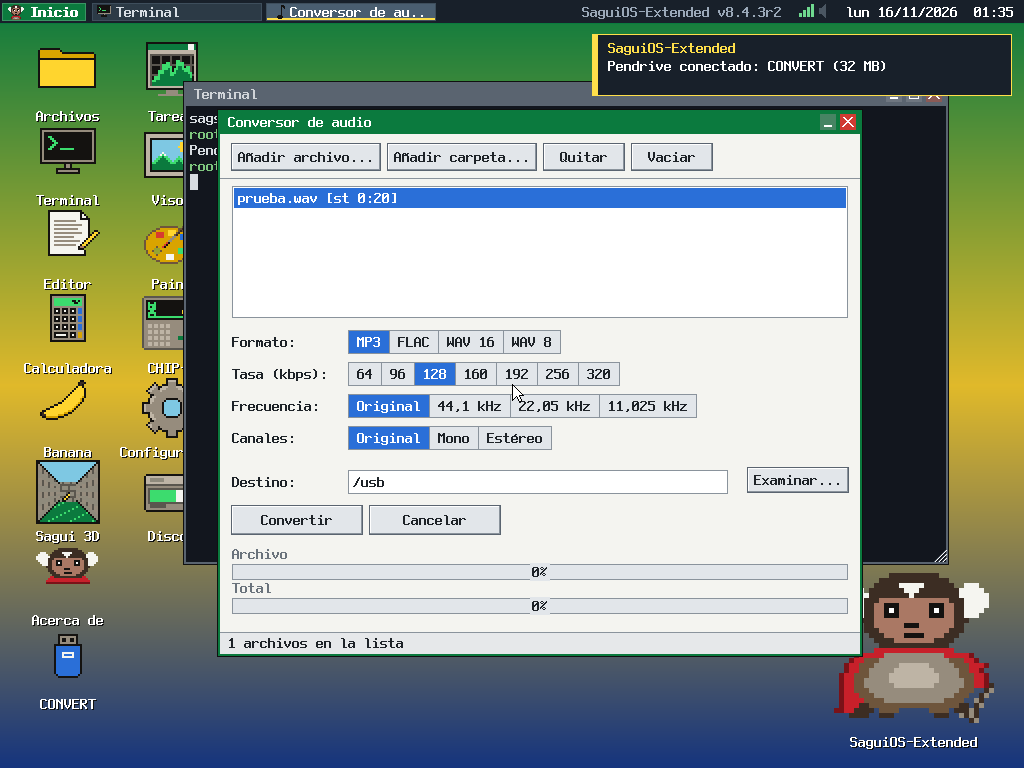 Inicio
Terminal
Conversor de au..
SaguiOS-Extended v8.4.3r2
lun 16/11/2026
01:35
SaguiOS-Extended
Pendrive conectado: CONVERT (32 MB)
Archivos
Terminal
Editor
Calculadora
Banana
Sagui 3D
Acerca de
CONVERT
Terminal
Conversor de audio
Añadir archivo...
Añadir carpeta...
Quitar
Vaciar
prueba.wav [st 0:20]
Formato:
MP3 FLAC WAV 16 WAV 8
Tasa (kbps):
64 96 128 160 192 256 320
Frecuencia:
Original 44,1 kHz 22,05 kHz 11,025 kHz
Canales:
Original Mono Estéreo
Destino:
/usb
Examinar...
Convertir
Cancelar
Archivo
0%
Total
0%
1 archivos en la lista
SaguiOS-Extended